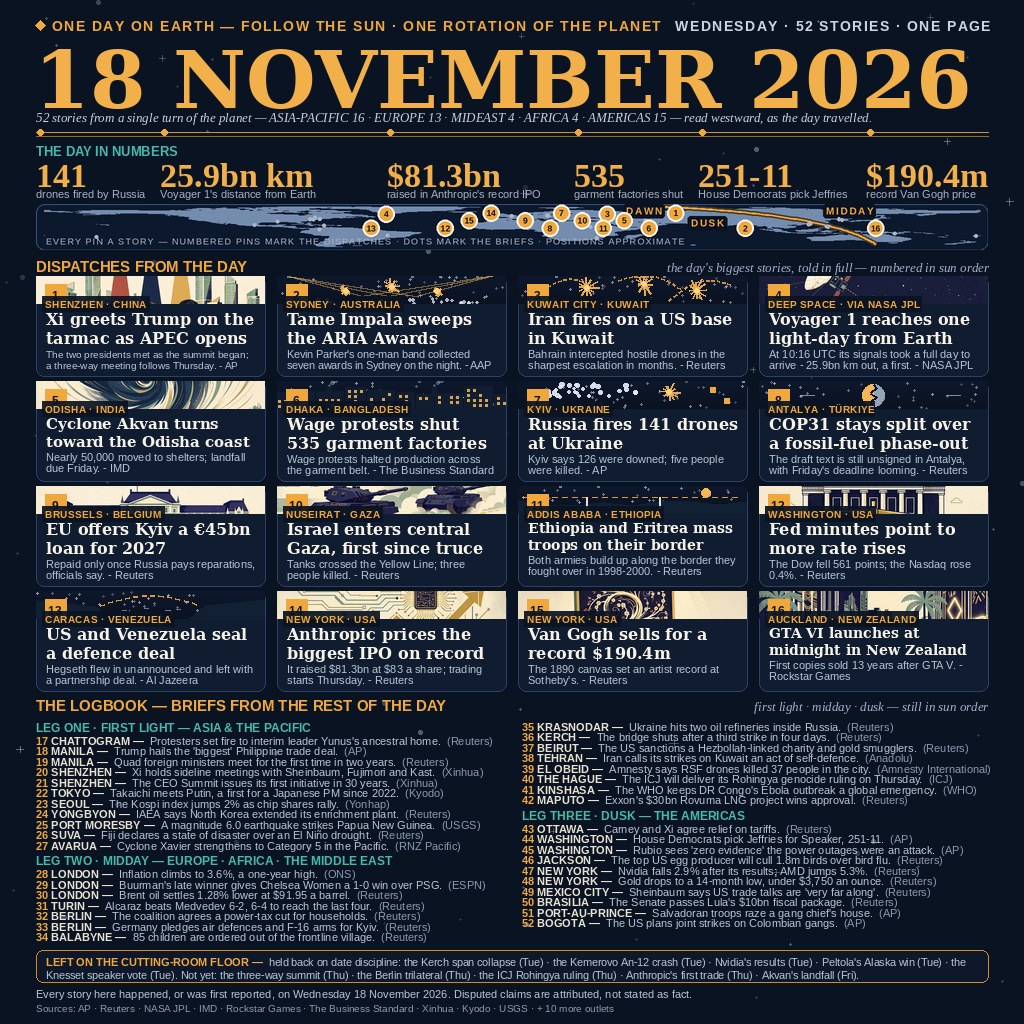 ONE DAY ON EARTH — FOLLOW THE SUN · ONE ROTATION OF THE PLANET WEDNESDAY · 52 STORIES · ONE PAGE
18 NOVEMBER 2026
52 stories from a single turn of the planet — ASIA-PACIFIC 16 · EUROPE 13 · MIDEAST 4 · AFRICA 4 · AMERICAS 15 — read westward, as the day travelled.
THE DAY IN NUMBERS
141 25.9bn km $81.3bn 535 251-11 $190.4m
drones fired by Russia Voyager 1's distance from Earth raised in Anthropic's record IPO garment factories shut House Democrats pick Jeffries record Van Gogh price
DAWN DUSK MIDDAY
4 13 12 15 14 9 7 8 10 3 11 5 6 1 2 16
EVERY PIN A STORY — NUMBERED PINS MARK THE DISPATCHES · DOTS MARK THE BRIEFS · POSITIONS APPROXIMATE
DISPATCHES FROM THE DAY the day's biggest stories, told in full — numbered in sun order
SHENZHEN · CHINA
Xi greets Trump on the
tarmac as APEC opens
The two presidents met as the summit began;
a three-way meeting follows Thursday. - AP
SYDNEY · AUSTRALIA
Tame Impala sweeps
the ARIA Awards
Kevin Parker's one-man band collected
seven awards in Sydney on the night. - AAP
KUWAIT CITY · KUWAIT
Iran fires on a US base
in Kuwait
Bahrain intercepted hostile drones in the
sharpest escalation in months. - Reuters
DEEP SPACE · VIA NASA JPL
Voyager 1 reaches one
light-day from Earth
At 10:16 UTC its signals took a full day to
arrive - 25.9bn km out, a first. - NASA JPL
ODISHA · INDIA
Cyclone Akvan turns
toward the Odisha coast
Nearly 50,000 moved to shelters; landfall
due Friday. - IMD
DHAKA · BANGLADESH
Wage protests shut
535 garment factories
Wage protests halted production across
the garment belt. - The Business Standard
KYIV · UKRAINE
Russia fires 141 drones
at Ukraine
Kyiv says 126 were downed; five people
were killed. - AP
ANTALYA · TÜRKIYE
COP31 stays split over
a fossil-fuel phase-out
The draft text is still unsigned in Antalya,
with Friday's deadline looming. - Reuters
BRUSSELS · BELGIUM
EU offers Kyiv a €45bn
loan for 2027
Repaid only once Russia pays reparations,
officials say. - Reuters
NUSEIRAT · GAZA
Israel enters central
Gaza, first since truce
Tanks crossed the Yellow Line; three
people killed. - Reuters
ADDIS ABABA · ETHIOPIA
Ethiopia and Eritrea mass
troops on their border
Both armies build up along the border they
fought over in 1998-2000. - Reuters
WASHINGTON · USA
Fed minutes point to
more rate rises
The Dow fell 561 points; the Nasdaq rose
0.4%. - Reuters
CARACAS · VENEZUELA
US and Venezuela seal
a defence deal
Hegseth flew in unannounced and left with
a partnership deal. - Al Jazeera
NEW YORK · USA
Anthropic prices the
biggest IPO on record
It raised $81.3bn at $83 a share; trading
starts Thursday. - Reuters
NEW YORK · USA
Van Gogh sells for a
record $190.4m
The 1890 canvas set an artist record at
Sotheby's. - Reuters
AUCKLAND · NEW ZEALAND
GTA VI launches at
midnight in New Zealand
First copies sold 13 years after GTA V. -
Rockstar Games
THE LOGBOOK — BRIEFS FROM THE REST OF THE DAY first light · midday · dusk — still in sun order
LEG ONE · FIRST LIGHT — ASIA & THE PACIFIC
17 CHATTOGRAM — Protesters set fire to interim leader Yunus's ancestral home. (Reuters)
18 MANILA — Trump hails the 'biggest' Philippine trade deal. (AP)
19 MANILA — Quad foreign ministers meet for the first time in two years. (Reuters)
20 SHENZHEN — Xi holds sideline meetings with Sheinbaum, Fujimori and Kast. (Xinhua)
21 SHENZHEN — The CEO Summit issues its first initiative in 30 years. (Xinhua)
22 TOKYO — Takaichi meets Putin, a first for a Japanese PM since 2022. (Kyodo)
23 SEOUL — The Kospi index jumps 2% as chip shares rally. (Yonhap)
24 YONGBYON — IAEA says North Korea extended its enrichment plant. (Reuters)
25 PORT MORESBY — A magnitude 6.0 earthquake strikes Papua New Guinea. (USGS)
26 SUVA — Fiji declares a state of disaster over an El Niño drought. (Reuters)
27 AVARUA — Cyclone Xavier strengthens to Category 5 in the Pacific. (RNZ Pacific)
LEG TWO · MIDDAY — EUROPE · AFRICA · THE MIDDLE EAST
28 LONDON — Inflation climbs to 3.6%, a one-year high. (ONS)
29 LONDON — Buurman's late winner gives Chelsea Women a 1-0 win over PSG. (ESPN)
30 LONDON — Brent oil settles 1.28% lower at $91.95 a barrel. (Reuters)
31 TURIN — Alcaraz beats Medvedev 6-2, 6-4 to reach the last four. (Reuters)
32 BERLIN — The coalition agrees a power-tax cut for households. (Reuters)
33 BERLIN — Germany pledges air defences and F-16 arms for Kyiv. (Reuters)
34 BALABYNE — 85 children are ordered out of the frontline village. (Reuters)
35 KRASNODAR — Ukraine hits two oil refineries inside Russia. (Reuters)
36 KERCH — The bridge shuts after a third strike in four days. (Reuters)
37 BEIRUT — The US sanctions a Hezbollah-linked charity and gold smugglers. (Reuters)
38 TEHRAN — Iran calls its strikes on Kuwait an act of self-defence. (Anadolu)
39 EL OBEID — Amnesty says RSF drones killed 37 people in the city. (Amnesty International)
40 THE HAGUE — The ICJ will deliver its Rohingya genocide ruling on Thursday. (ICJ)
41 KINSHASA — The WHO keeps DR Congo's Ebola outbreak a global emergency. (WHO)
42 MAPUTO — Exxon's $30bn Rovuma LNG project wins approval. (Reuters)
LEG THREE · DUSK — THE AMERICAS
43 OTTAWA — Carney and Xi agree relief on tariffs. (Reuters)
44 WASHINGTON — House Democrats pick Jeffries for Speaker, 251-11. (AP)
45 WASHINGTON — Rubio sees 'zero evidence' the power outages were an attack. (AP)
46 JACKSON — The top US egg producer will cull 1.8m birds over bird flu. (Reuters)
47 NEW YORK — Nvidia falls 2.9% after its results; AMD jumps 5.3%. (Reuters)
48 NEW YORK — Gold drops to a 14-month low, under $3,750 an ounce. (Reuters)
49 MEXICO CITY — Sheinbaum says US trade talks are 'very far along'. (Reuters)
50 BRASILIA — The Senate passes Lula's $10bn fiscal package. (Reuters)
51 PORT-AU-PRINCE — Salvadoran troops raze a gang chief's house. (AP)
52 BOGOTA — The US plans joint strikes on Colombian gangs. (AP)
LEFT ON THE CUTTING-ROOM FLOOR — held back on date discipline: the Kerch span collapse (Tue) · the Kemerovo An-12 crash (Tue) · Nvidia's results (Tue) · Peltola's Alaska win (Tue) · the
Knesset speaker vote (Tue). Not yet: the three-way summit (Thu) · the Berlin trilateral (Thu) · the ICJ Rohingya ruling (Thu) · Anthropic's first trade (Thu) · Akvan's landfall (Fri).
Every story here happened, or was first reported, on Wednesday 18 November 2026. Disputed claims are attributed, not stated as fact.
Sources: AP · Reuters · NASA JPL · IMD · Rockstar Games · The Business Standard · Xinhua · Kyodo · USGS · + 10 more outlets